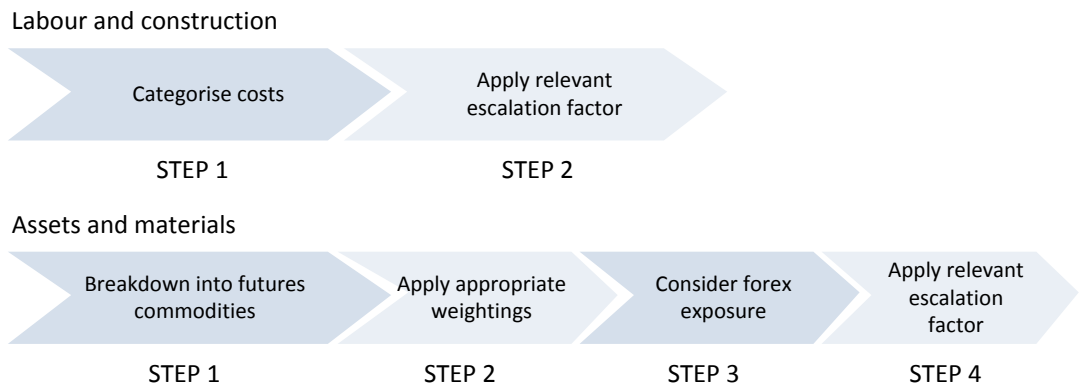 Labour and construction
Categorise costs
Apply relevant
escalation factor
STEP 1
STEP 2
Assets and materials
Breakdown into futures
commodities
Apply appropriate
weightings
Consider forex
exposure
Apply relevant
escalation
factor
STEP 1
STEP 2
STEP 3
STEP 4